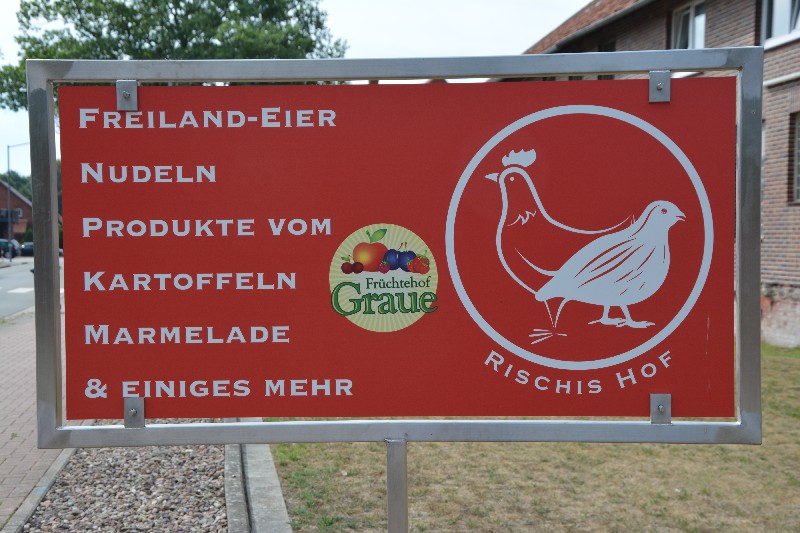 FREILAND-EIER
NUDELN
PRODUKTE VOM
Früchtehof
Graue
KARTOFFELN
MARMELADE
& EINIGES MEHR
RISCHIS HOF